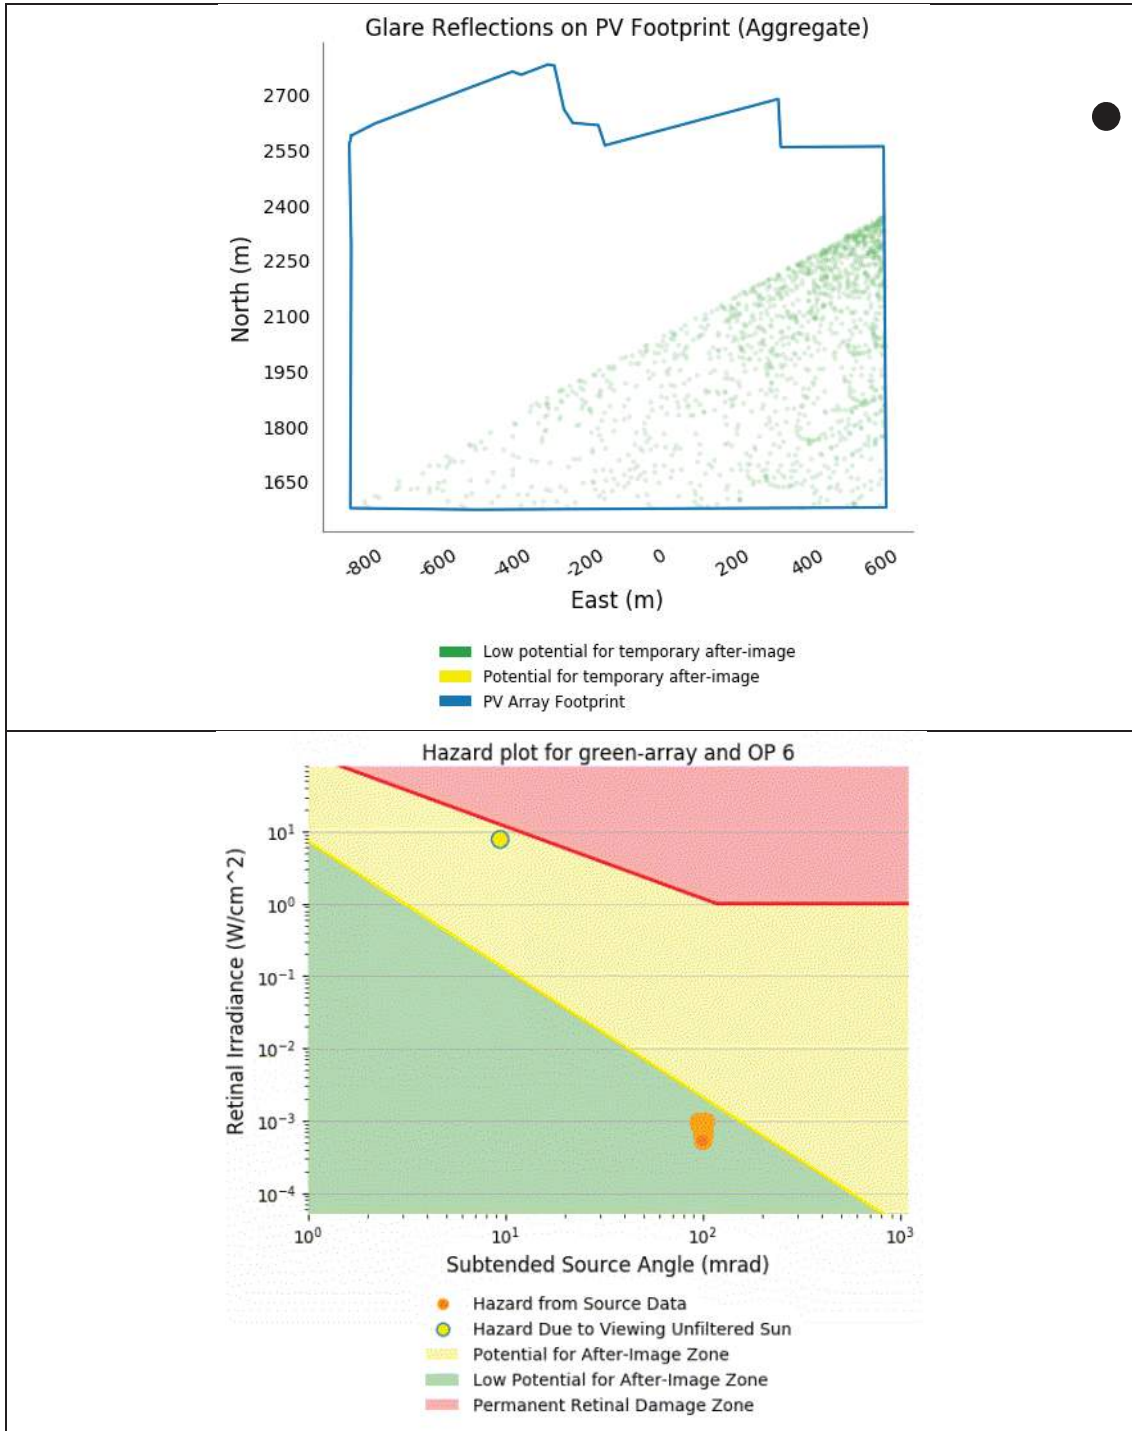 Glare Reflections on PV Footprint (Aggregate)
North (m)
2700
2550
2400
2250
2100
1950
1800
1650
-800 -600 -400 -200 0 200 400 600
East (m)
Low potential for temporary after-image
Potential for temporary after-image
PV Array Footprint
Hazard plot for green-array and OP 6
Retinal Irradiance (W/cm^2)
10^1
10^0
10^-1
10^-2
10^-3
10^-4
10^0 10^1 10^2 10^3
Subtended Source Angle (mrad)
Hazard from Source Data
Hazard Due to Viewing Unfiltered Sun
Potential for After-Image Zone
Low Potential for After-Image Zone
Permanent Retinal Damage Zone